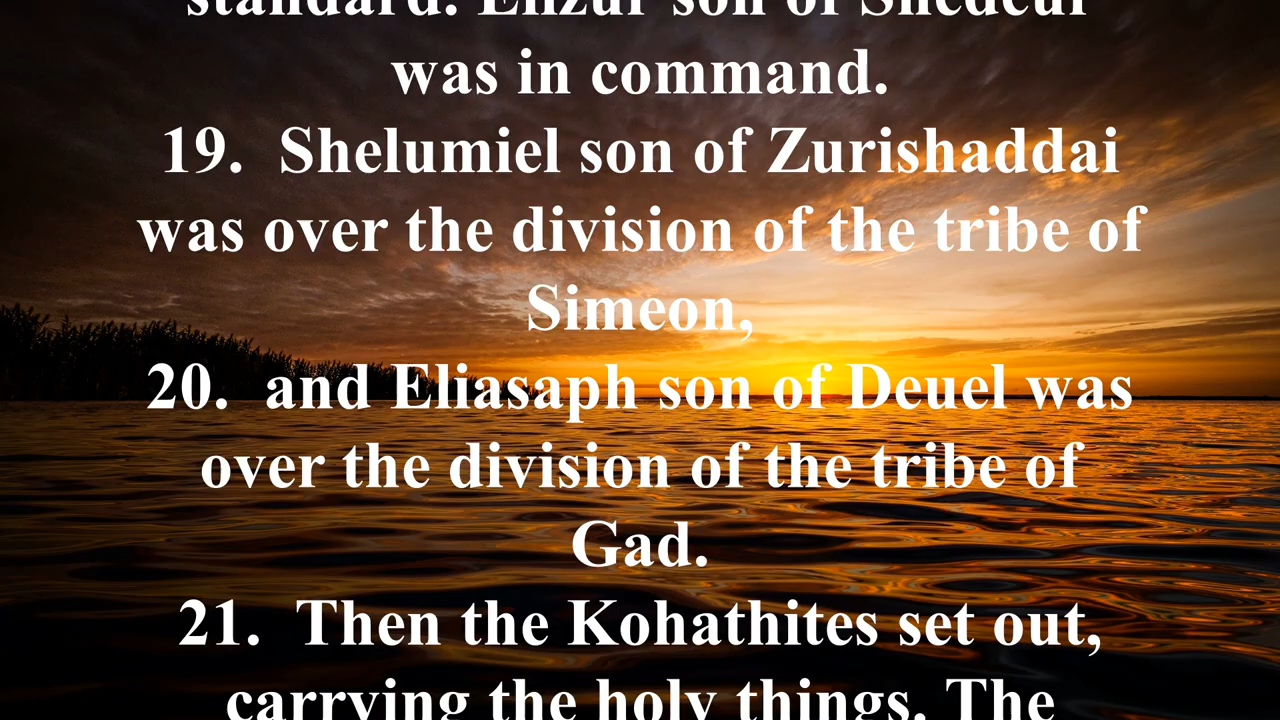 standard. Elizur son of Shedeur
was in command.
19.  Shelumiel son of Zurishaddai
was over the division of the tribe of
Simeon,
20.  and Eliasaph son of Deuel was
over the division of the tribe of
Gad.
21.  Then the Kohathites set out,
carrying the holy things. The